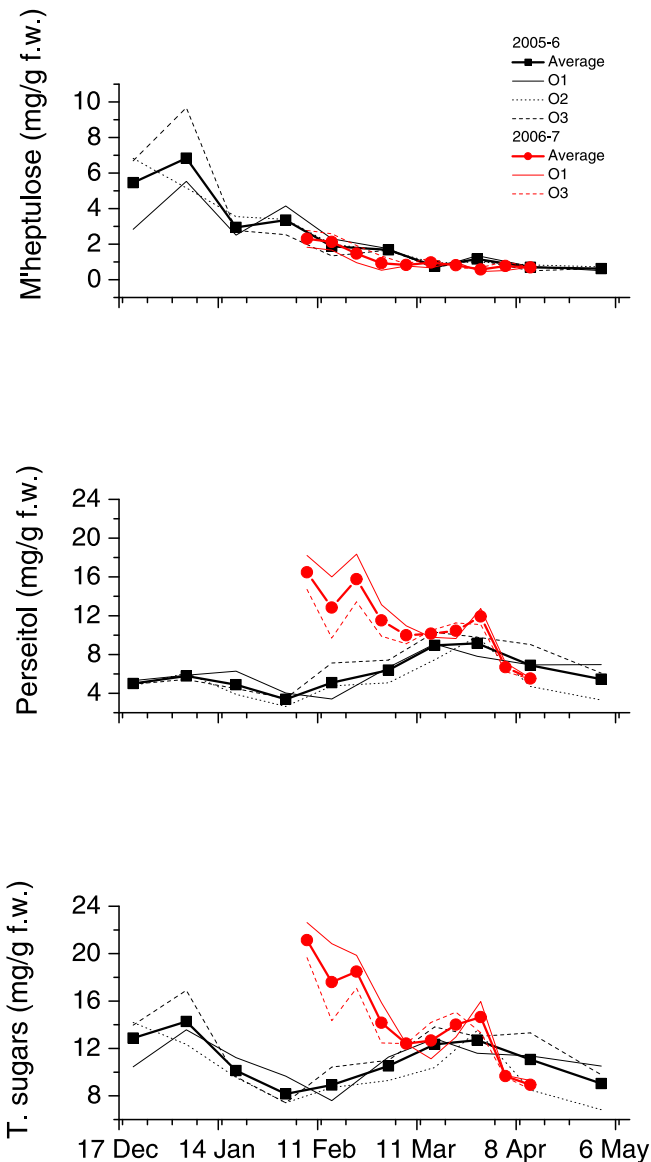 2005-6
Average
O1
O2
O3
2006-7
Average
O1
O3
M'heptulose (mg/g f.w.)
10
8
6
4
2
0
Perseitol (mg/g f.w.)
24
20
16
12
8
4
T. sugars (mg/g f.w.)
24
20
16
12
8
17 Dec 14 Jan 11 Feb 11 Mar 8 Apr 6 May